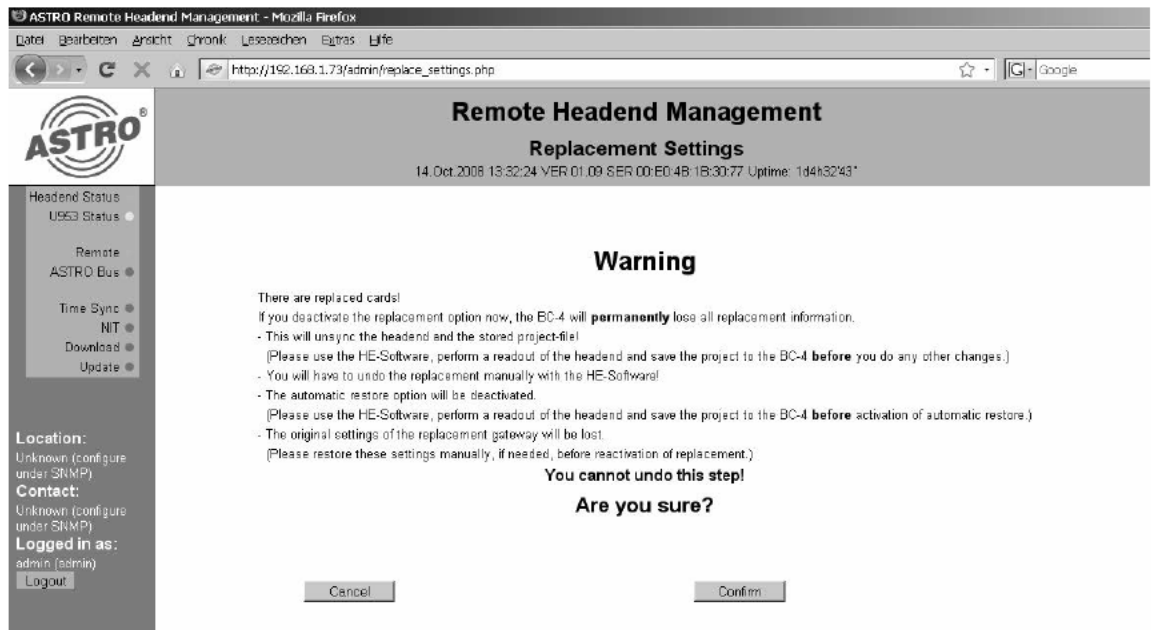 ASTRO Remote Headend Management - Mozilla Firefox
Datei Bearbeiten Ansicht Chronik Lesezeichen Extras Hilfe
http://192.168.1.73/admin/replace_settings.php
G Google
ASTRO®
Remote Headend Management
Replacement Settings
14.Oct.2008 13:32:24 VER 01.09 SER 00:E0:4B:1B:30:77 Uptime: 1d4h32'43"
Headend Status
U953 Status
Remote
ASTRO Bus
Time Sync
NIT
Download
Update
Location:
Unknown (configure
under SNMP)
Contact:
Unknown (configure
under SNMP)
Logged in as:
admin (admin)
Logout
Warning
There are replaced cards!
If you deactivate the replacement option now, the BC-4 will permanently lose all replacement information.
- This will unsync the headend and the stored project-file!
(Please use the HE-Software, perform a readout of the headend and save the project to the BC-4 before you do any other changes.)
- You will have to undo the replacement manually with the HE-Software!
- The automatic restore option will be deactivated.
(Please use the HE-Software, perform a readout of the headend and save the project to the BC-4 before activation of automatic restore.)
- The original settings of the replacement gateway will be lost.
(Please restore these settings manually, if needed, before reactivation of replacement.)
You cannot undo this step!
Are you sure?
Cancel
Confirm